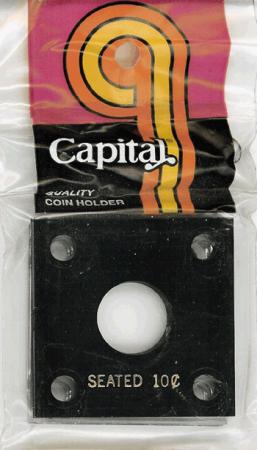 Capital
QUALITY
COIN HOLDER
SEATED 10¢